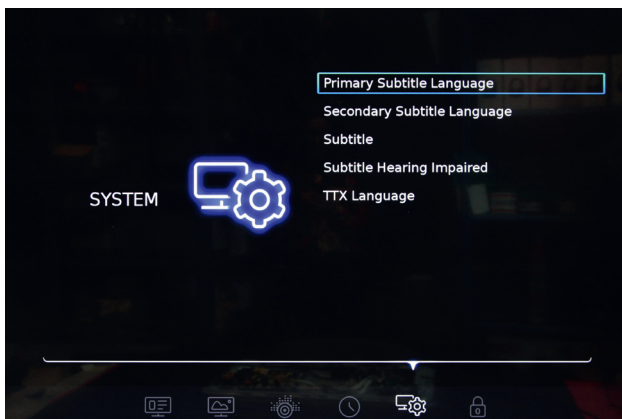 Primary Subtitle Language
Secondary Subtitle Language
Subtitle
Subtitle Hearing Impaired
TTX Language
SYSTEM